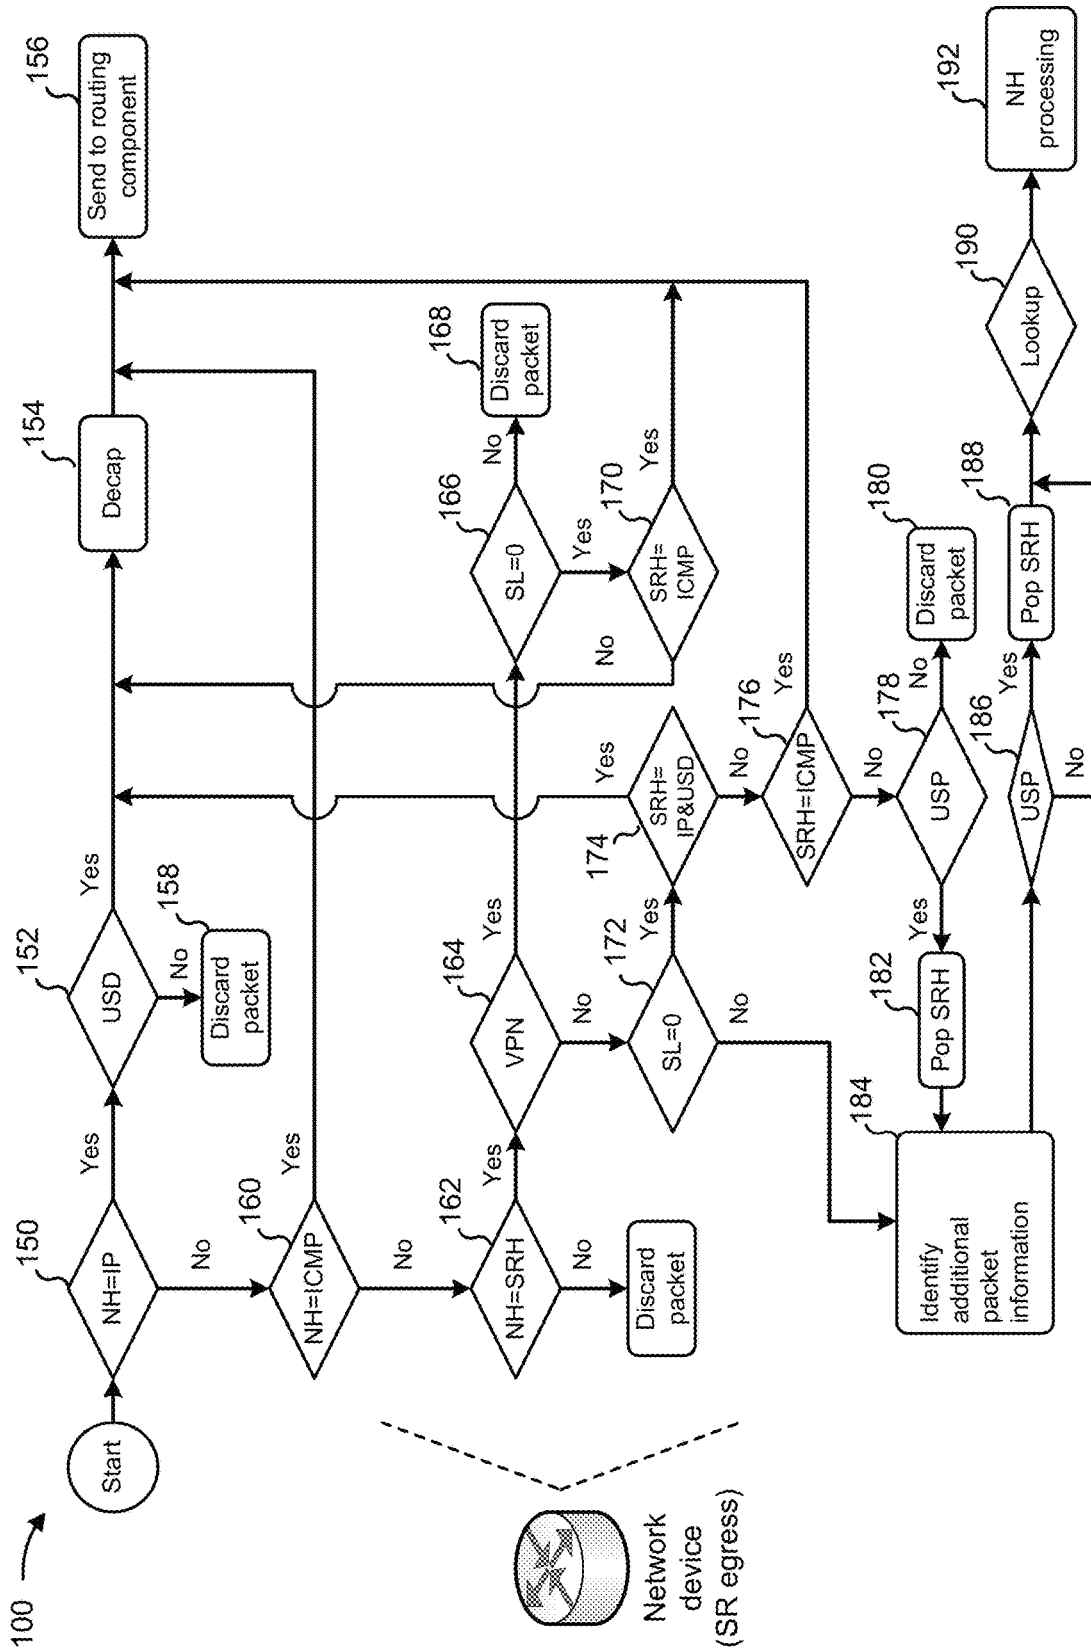 100
Start
150
NH=IP
Yes
No
152
USD
Yes
No
158
Discard
packet
154
Decap
156
Send to routing
component
160
NH=ICMP
Yes
No
162
NH=SRH
Yes
No
Discard
packet
164
VPN
Yes
No
166
SL=0
No
Yes
168
Discard
packet
170
SRH=
ICMP
Yes
No
172
SL=0
Yes
No
174
SRH=
IP&USD
Yes
No
176
SRH=ICMP
Yes
No
178
USP
No
Yes
180
Discard
packet
182
Pop SRH
184
Identify
additional
packet
information
186
USP
Yes
No
188
Pop SRH
190
Lookup
192
NH
processing
Network
device
(SR egress)